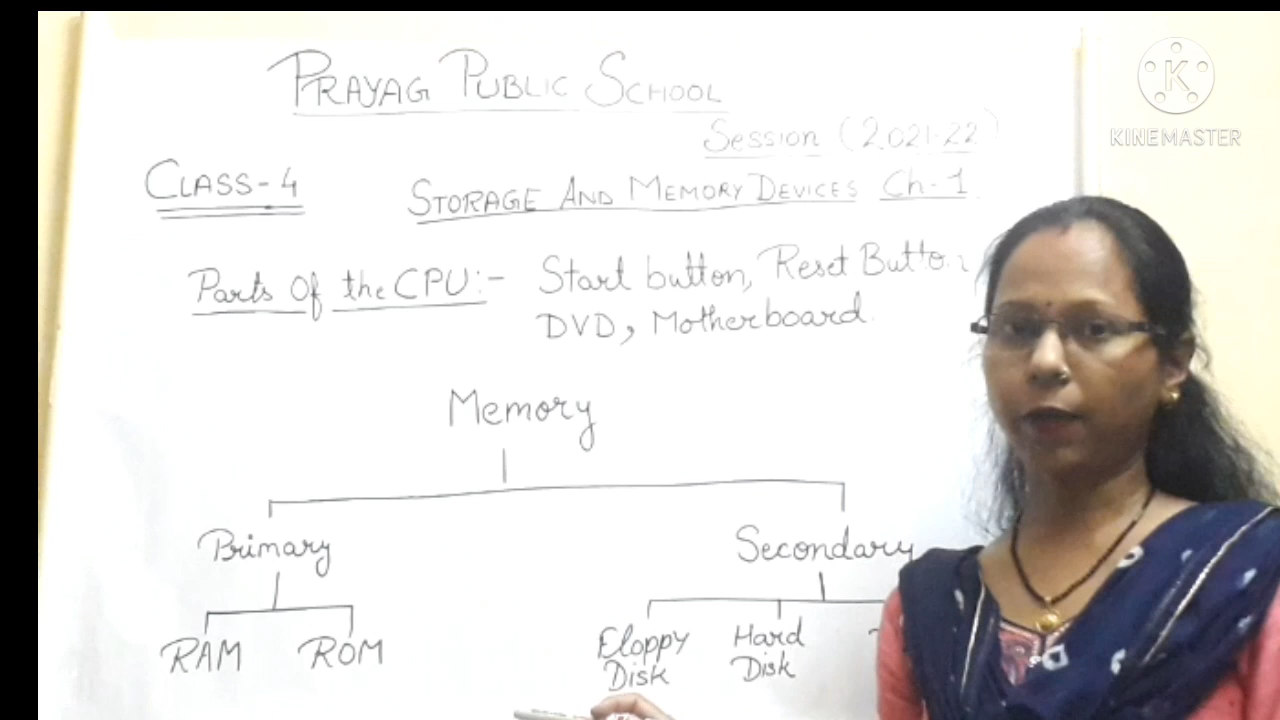 PRAYAG PUBLIC SCHOOL
Session (2021-22)
CLASS-4
STORAGE AND MEMORY DEVICES Ch-1
Parts Of the CPU:- Start button, Reset Button
DVD, Motherboard.
Memory
Primary Secondary
RAM ROM
Floppy Disk
Hard Disk
K
KINEMASTER